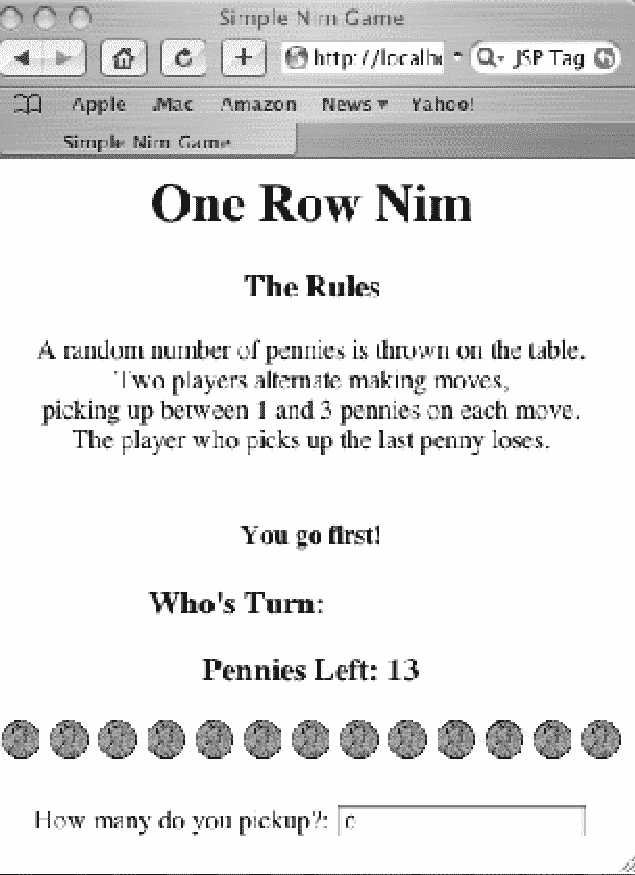 Simple Nim Game
http://localh JSP Tag
Apple .Mac Amazon News Yahoo!
Simple Nim Game
One Row Nim
The Rules
A random number of pennies is thrown on the table.
Two players alternate making moves,
picking up between 1 and 3 pennies on each move.
The player who picks up the last penny loses.
You go first!
Who's Turn:
Pennies Left: 13
How many do you pickup?: